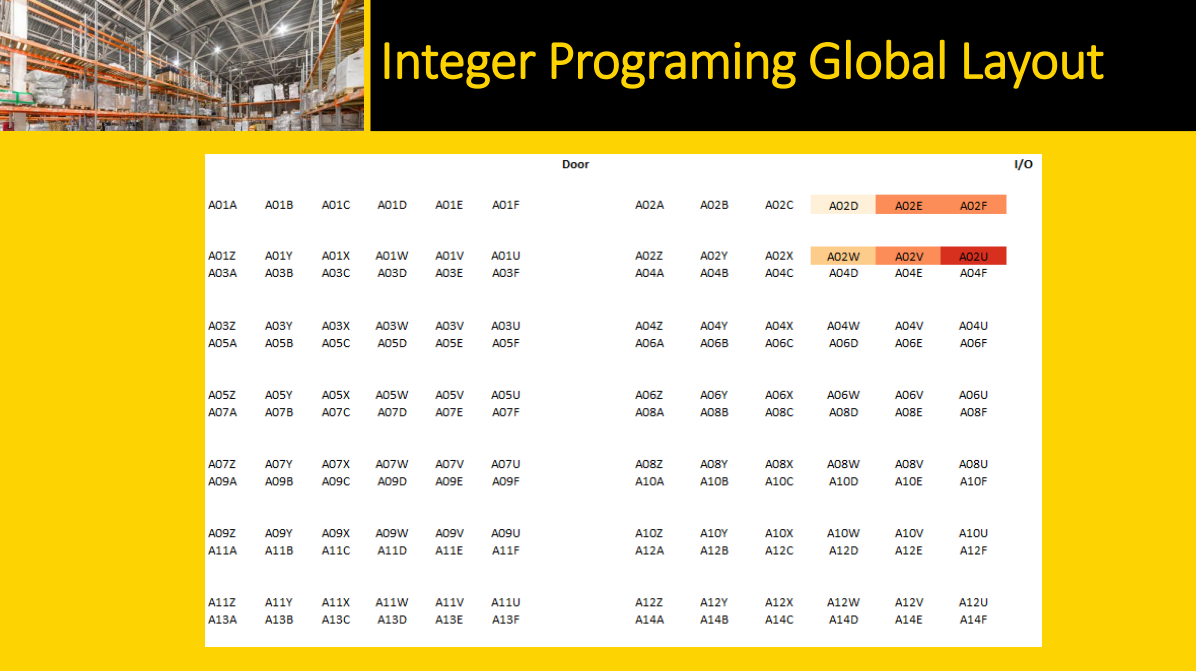 Integer Programing Global Layout
Door I/O
A01A A01B A01C A01D A01E A01F A02A A02B A02C A02D A02E A02F
A01Z A01Y A01X A01W A01V A01U A02Z A02Y A02X A02W A02V A02U
A03A A03B A03C A03D A03E A03F A04A A04B A04C A04D A04E A04F
A03Z A03Y A03X A03W A03V A03U A04Z A04Y A04X A04W A04V A04U
A05A A05B A05C A05D A05E A05F A06A A06B A06C A06D A06E A06F
A05Z A05Y A05X A05W A05V A05U A06Z A06Y A06X A06W A06V A06U
A07A A07B A07C A07D A07E A07F A08A A08B A08C A08D A08E A08F
A07Z A07Y A07X A07W A07V A07U A08Z A08Y A08X A08W A08V A08U
A09A A09B A09C A09D A09E A09F A10A A10B A10C A10D A10E A10F
A09Z A09Y A09X A09W A09V A09U A10Z A10Y A10X A10W A10V A10U
A11A A11B A11C A11D A11E A11F A12A A12B A12C A12D A12E A12F
A11Z A11Y A11X A11W A11V A11U A12Z A12Y A12X A12W A12V A12U
A13A A13B A13C A13D A13E A13F A14A A14B A14C A14D A14E A14F